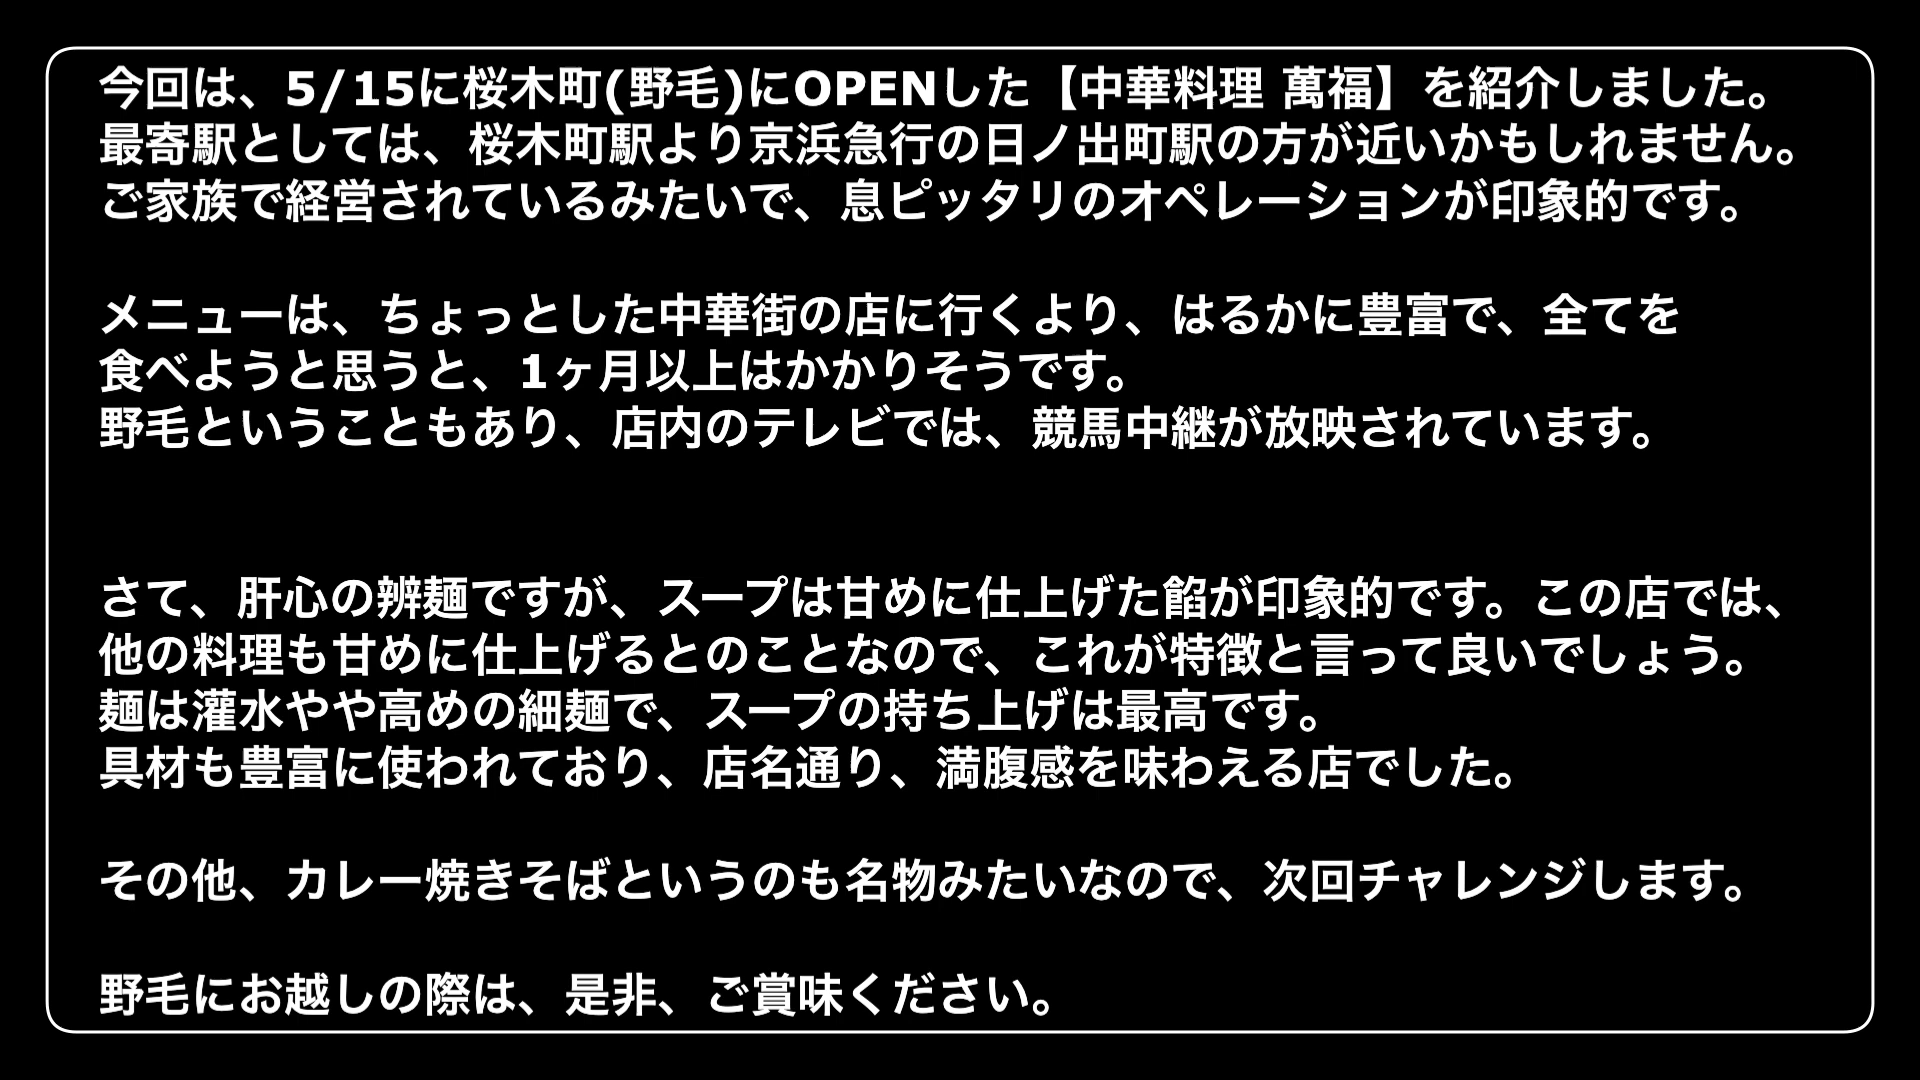 今回は、5/15に桜木町(野毛)にOPENした【中華料理 萬福】を紹介しました。
最寄駅としては、桜木町駅より京浜急行の日ノ出町駅の方が近いかもしれません。
ご家族で経営されているみたいで、息ピッタリのオペレーションが印象的です。
メニューは、ちょっとした中華街の店に行くより、はるかに豊富で、全てを
食べようと思うと、1ヶ月以上はかかりそうです。
野毛ということもあり、店内のテレビでは、競馬中継が放映されています。
さて、肝心の辨麺ですが、スープは甘めに仕上げた餡が印象的です。この店では、
他の料理も甘めに仕上げるとのことなので、これが特徴と言って良いでしょう。
麺は灌水やや高めの細麺で、スープの持ち上げは最高です。
具材も豊富に使われており、店名通り、満腹感を味わえる店でした。
その他、カレー焼きそばというのも名物みたいなので、次回チャレンジします。
野毛にお越しの際は、是非、ご賞味ください。